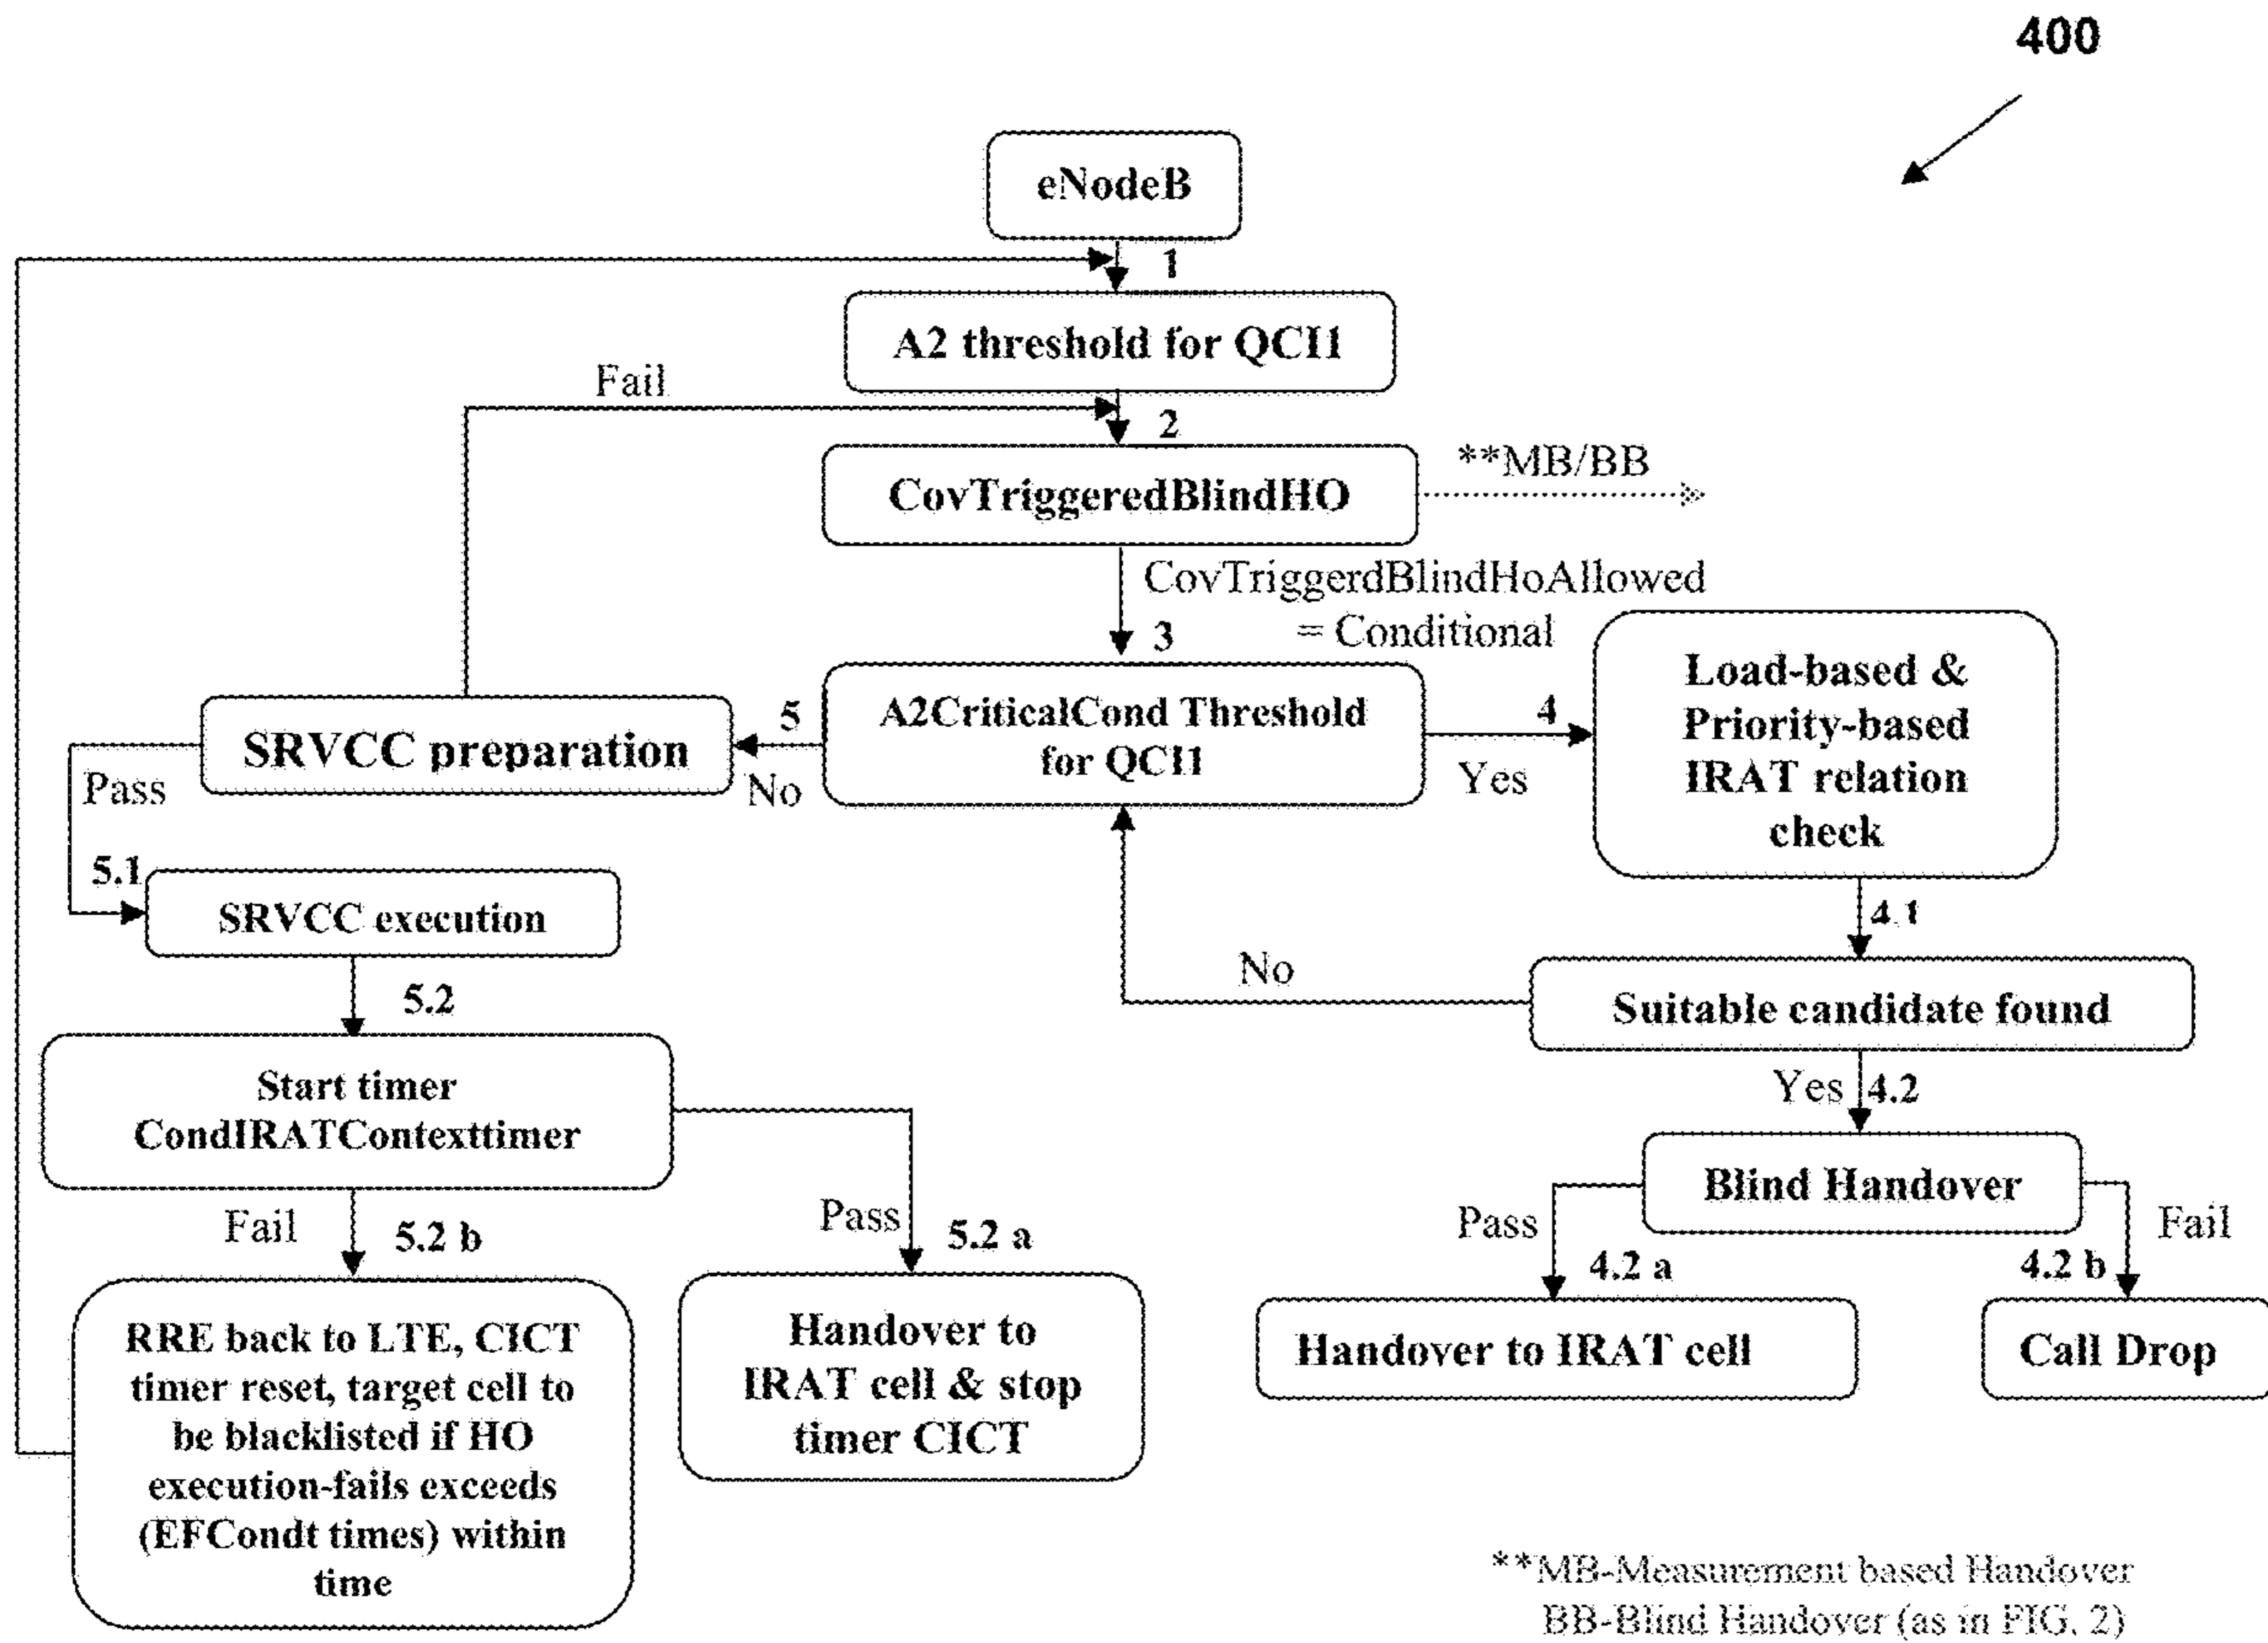 400
eNodeB
1
A2 threshold for QCI1
Fail
2
CovTriggeredBlindHO
**MB/BB
CovTriggerdBlindHoAllowed
= Conditional
3
A2CriticalCond Threshold
for QCI1
5
No
4
Yes
Load-based &
Priority-based
IRAT relation
check
SRVCC preparation
Pass
5.1
SRVCC execution
5.2
4.1
No
Suitable candidate found
Start timer
CondIRATContexttimer
Yes
4.2
Blind Handover
Fail
5.2 b
Pass
5.2 a
Pass
4.2 a
4.2 b
Fail
RRE back to LTE, CICT
timer reset, target cell to
be blacklisted if HO
execution-fails exceeds
(EFCondt times) within
time
Handover to
IRAT cell & stop
timer CICT
Handover to IRAT cell
Call Drop
**MB-Measurement based Handover
BB-Blind Handover (as in FIG. 2)